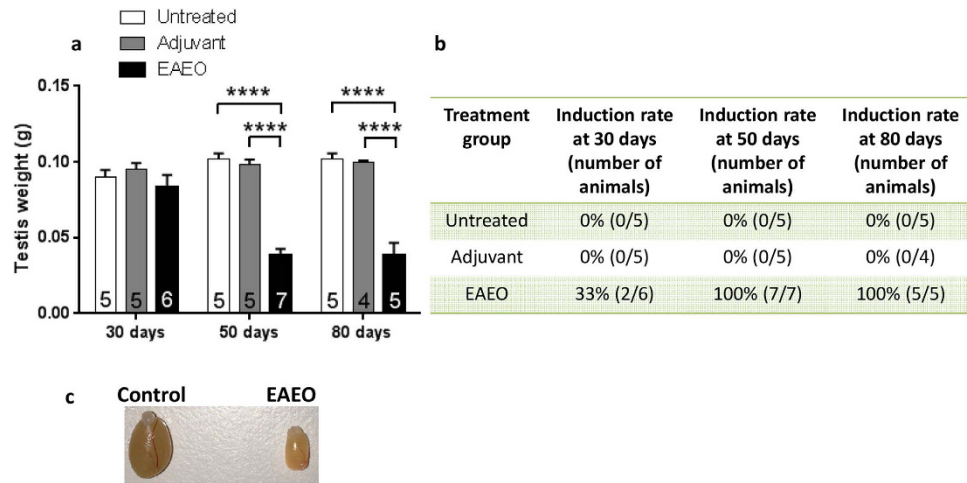 Untreated
Adjuvant
EAEO
a
Testis weight (g)
0.15
0.10
0.05
0.00
****
****
****
****
5 5 6 5 5 7 5 4 5
30 days 50 days 80 days
b
Treatment group
Induction rate at 30 days (number of animals)
Induction rate at 50 days (number of animals)
Induction rate at 80 days (number of animals)
Untreated 0% (0/5) 0% (0/5) 0% (0/5)
Adjuvant 0% (0/5) 0% (0/5) 0% (0/4)
EAEO 33% (2/6) 100% (7/7) 100% (5/5)
c
Control EAEO